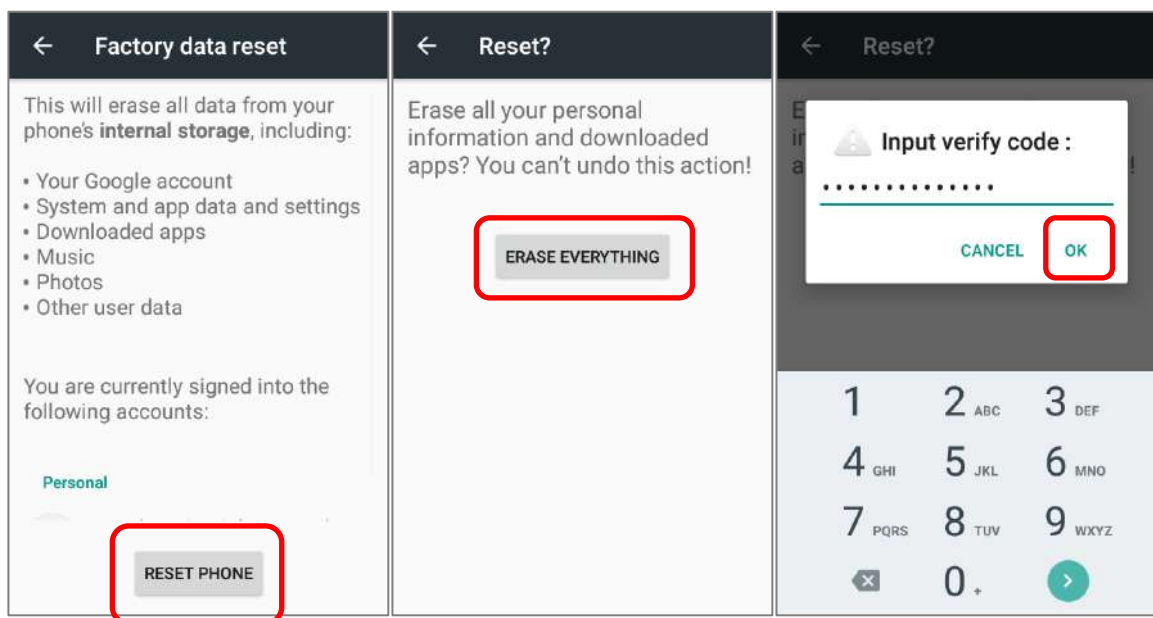 Factory data reset
This will erase all data from your
phone's internal storage, including:
• Your Google account
• System and app data and settings
• Downloaded apps
• Music
• Photos
• Other user data
You are currently signed into the
following accounts:
Personal
RESET PHONE
Reset?
Erase all your personal
information and downloaded
apps? You can't undo this action!
ERASE EVERYTHING
Reset?
Input verify code :
CANCEL OK
1 2 ABC 3 DEF
4 GHI 5 JKL 6 MNO
7 PQRS 8 TUV 9 WXYZ
0 +